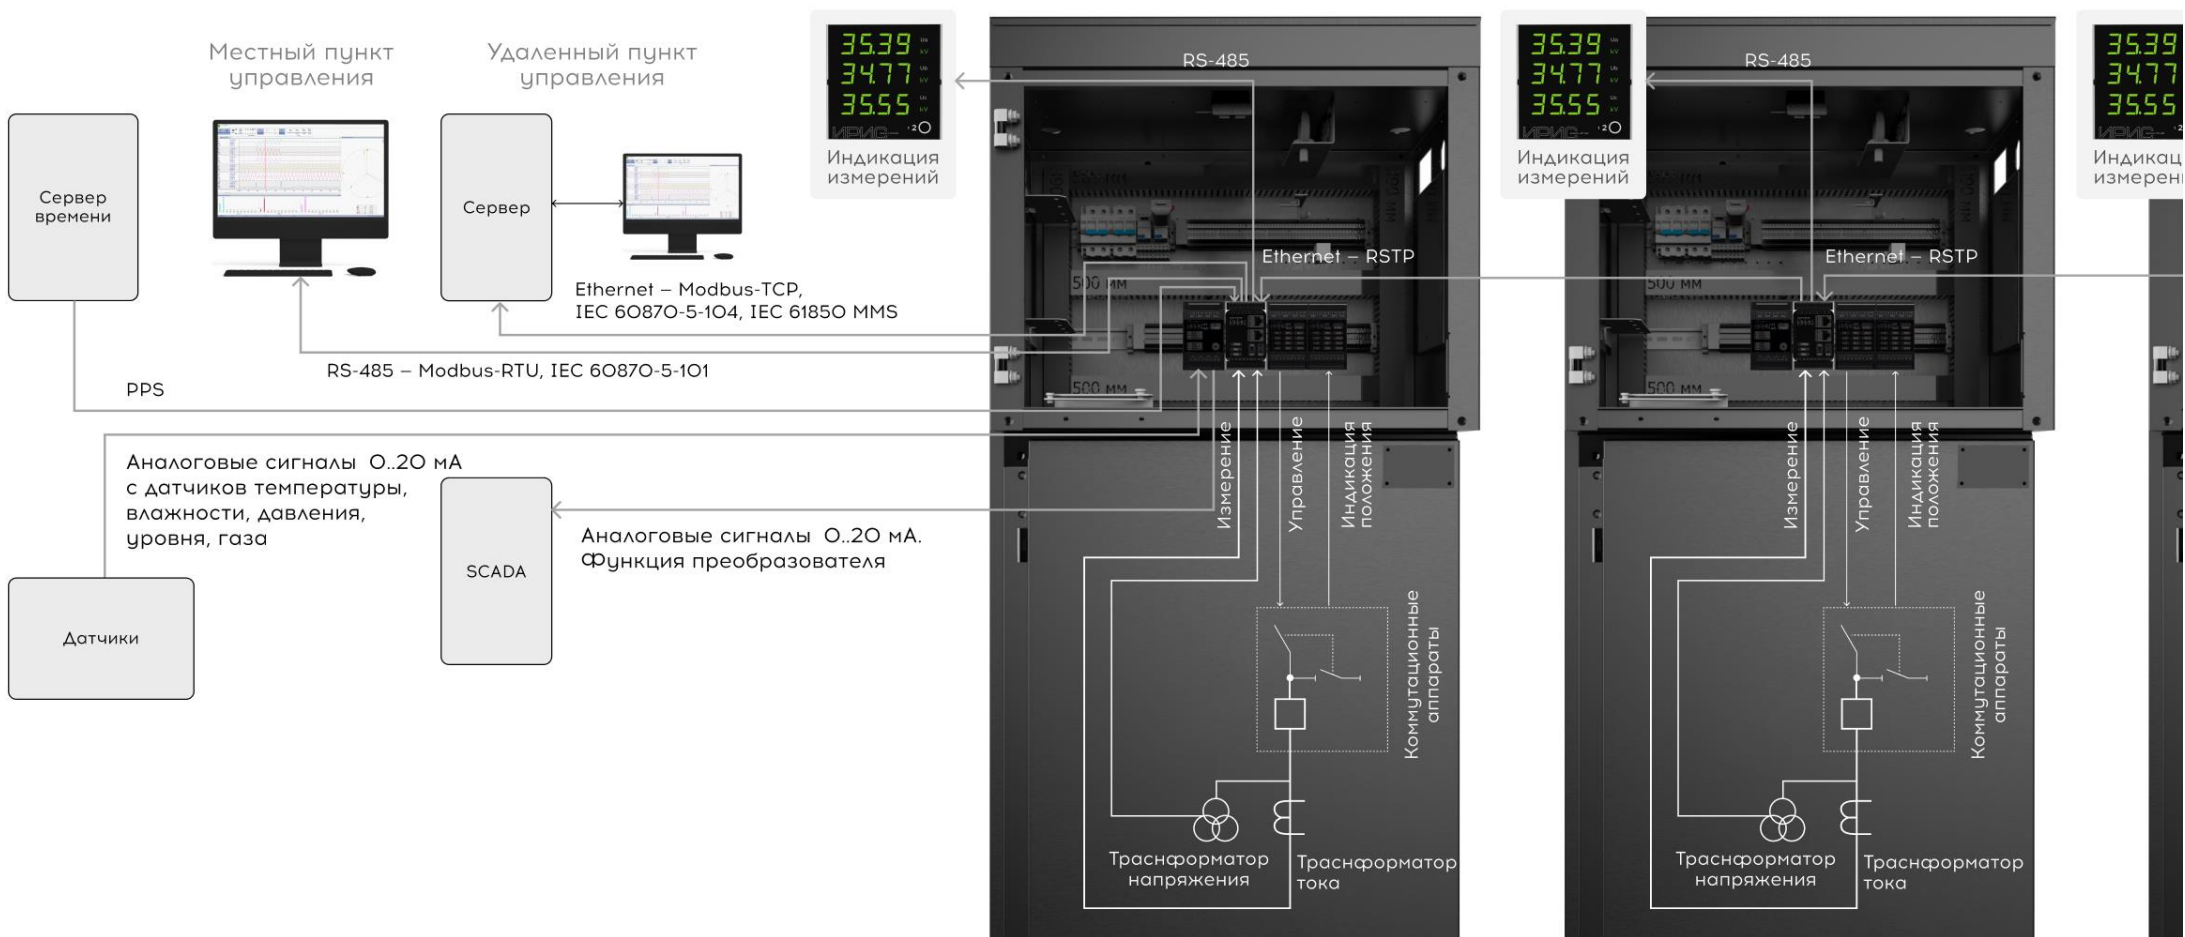 Местный пункт
управления
Удаленный пункт
управления
Сервер
времени
Сервер
Ethernet – Modbus-TCP,
IEC 60870-5-104, IEC 61850 MMS
RS-485 – Modbus-RTU, IEC 60870-5-101
PPS
Аналоговые сигналы 0..20 мА
с датчиков температуры,
влажности, давления,
уровня, газа
Датчики
SCADA
Аналоговые сигналы 0..20 мА.
Функция преобразователя
35.39
34.77
35.55
ИРИС
Индикация
измерений
RS-485
Ethernet – RSTP
500 мм
500 мм
Измерение
Управление
Индикация
положения
Коммутационные
аппараты
Траснформатор
напряжения
Траснформатор
тока
35.39
34.77
35.55
Индикация
измерений
RS-485
Ethernet – RSTP
500 мм
500 мм
Измерение
Управление
Индикация
положения
Коммутационные
аппараты
Траснформатор
напряжения
Траснформатор
тока
35.39
34.77
35.55
Индикац
измерен